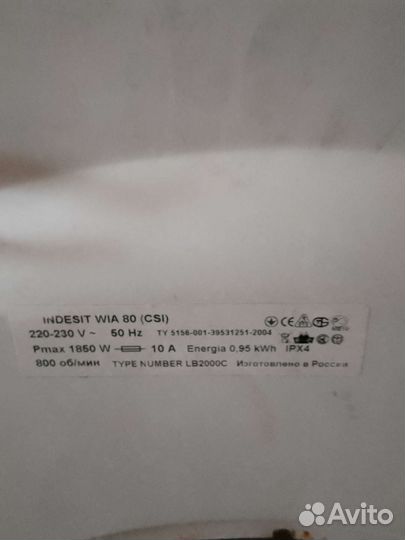 INDESIT WIA 80 (CSI)
220-230 V ~ 50 Hz TY 5156-001-39531251-2004
Pmax 1850 W 10 A Energia 0,95 kWh IPX4
800 об/мин TYPE NUMBER LB2000C Изготовлено в России
Avito